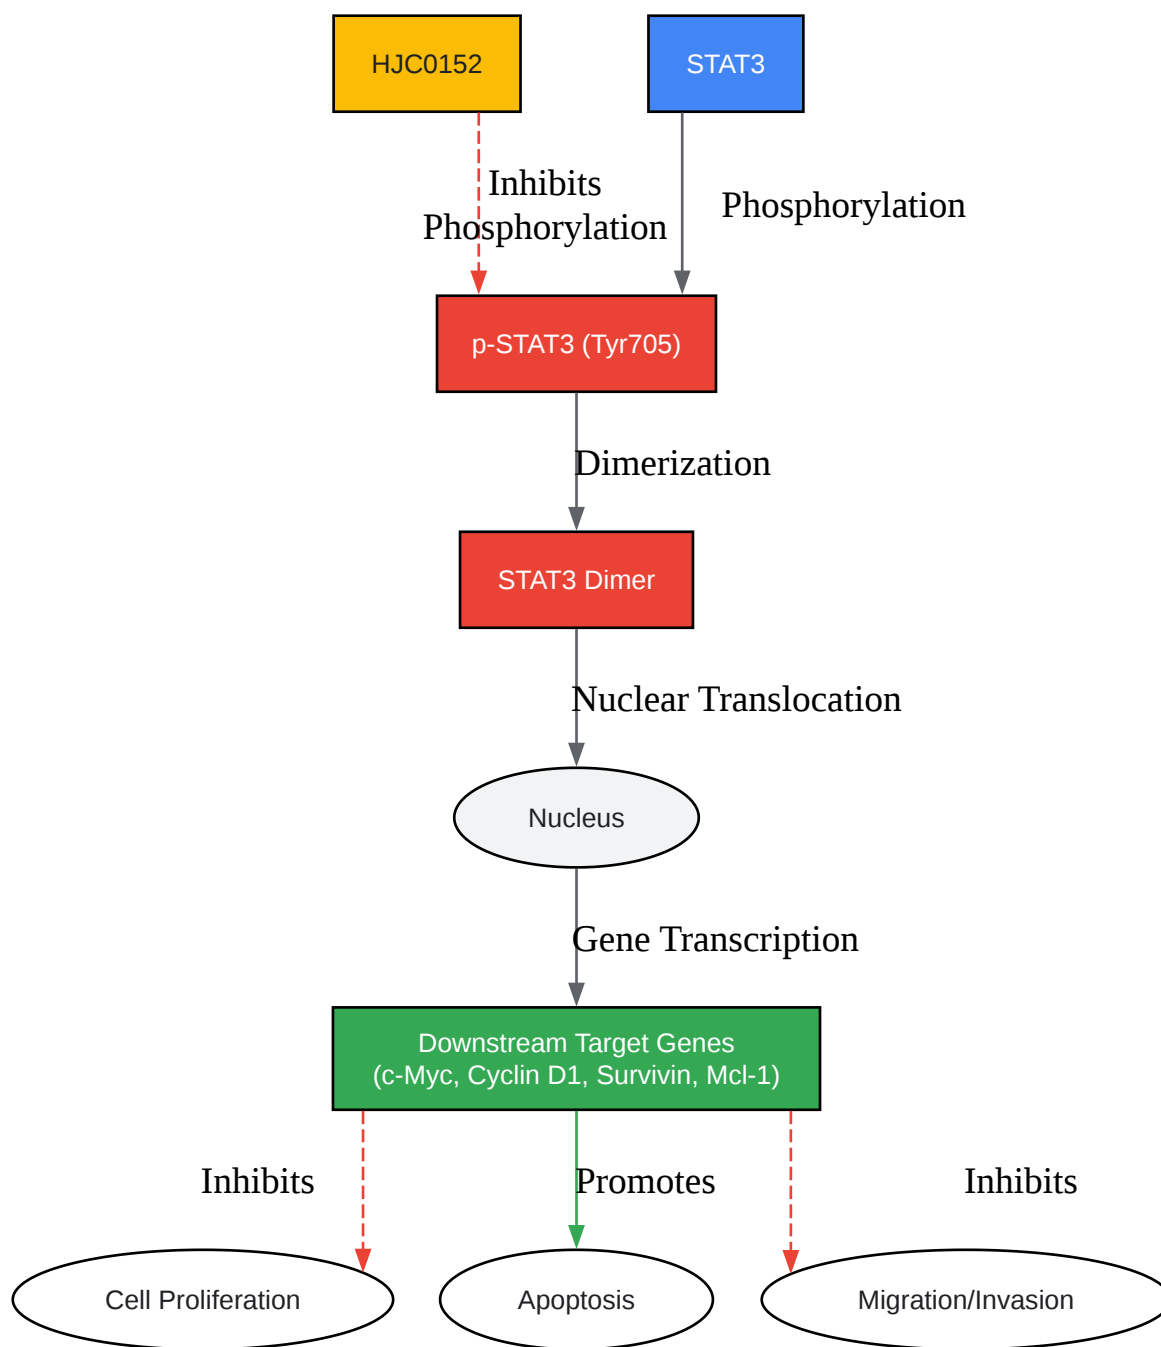 HJC0152
STAT3
Inhibits
Phosphorylation
Phosphorylation
p-STAT3 (Tyr705)
Dimerization
STAT3 Dimer
Nuclear Translocation
Nucleus
Gene Transcription
Downstream Target Genes
(c-Myc, Cyclin D1, Survivin, Mcl-1)
Inhibits
Promotes
Inhibits
Cell Proliferation
Apoptosis
Migration/Invasion